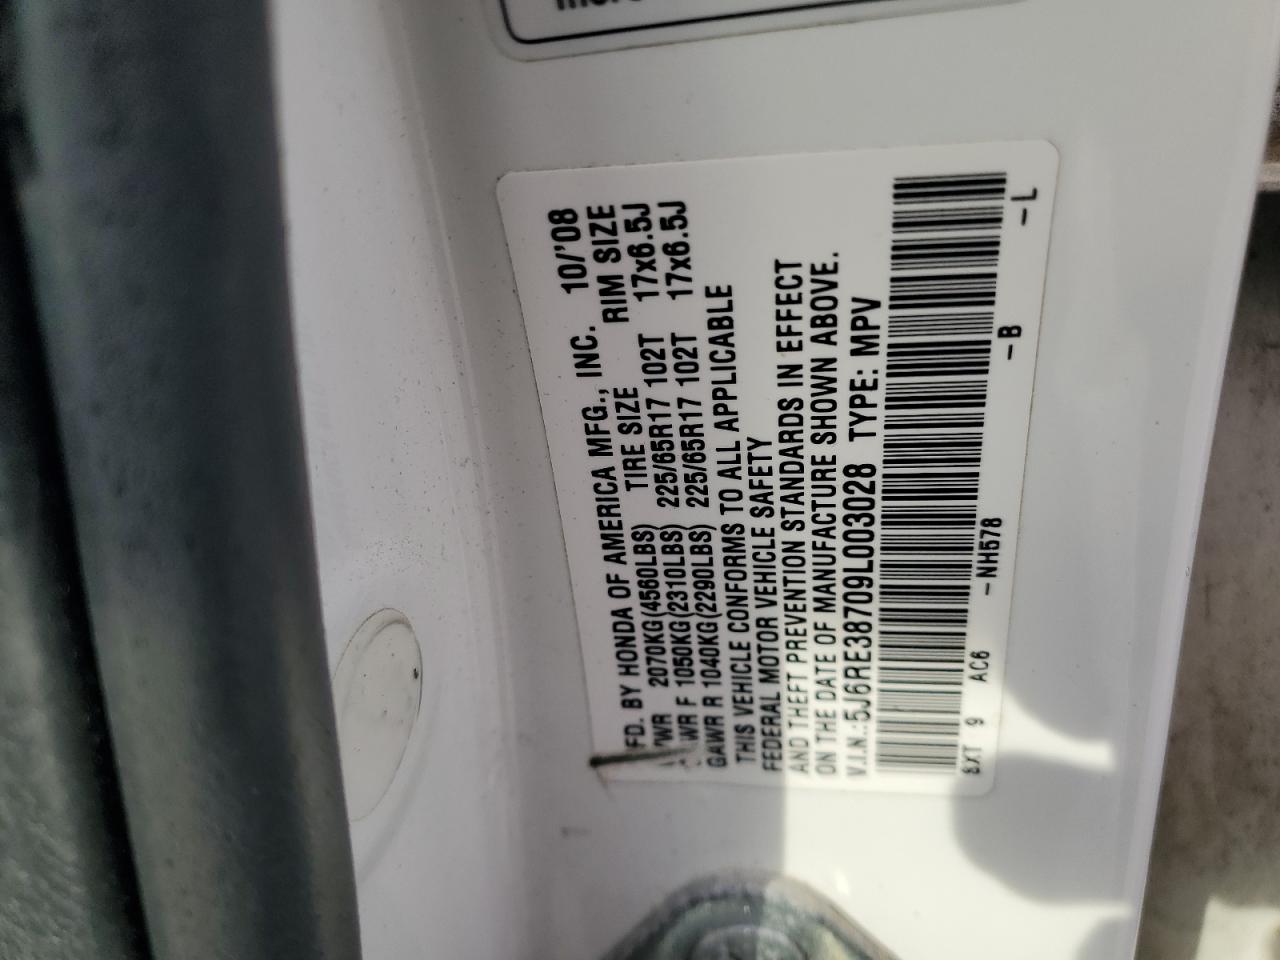 MFD. BY HONDA OF AMERICA MFG., INC. 10/'08
GVWR 2070KG(4560LBS) TIRE SIZE RIM SIZE
GAWR F 1050KG(2310LBS) 225/65R17 102T 17x6.5J
GAWR R 1040KG(2290LBS) 225/65R17 102T 17x6.5J
THIS VEHICLE CONFORMS TO ALL APPLICABLE
FEDERAL MOTOR VEHICLE SAFETY
AND THEFT PREVENTION STANDARDS IN EFFECT
ON THE DATE OF MANUFACTURE SHOWN ABOVE.
V.I.N.:5J6RE38709L003028 TYPE: MPV
SXT 9 AC6 -NH578 -B -L